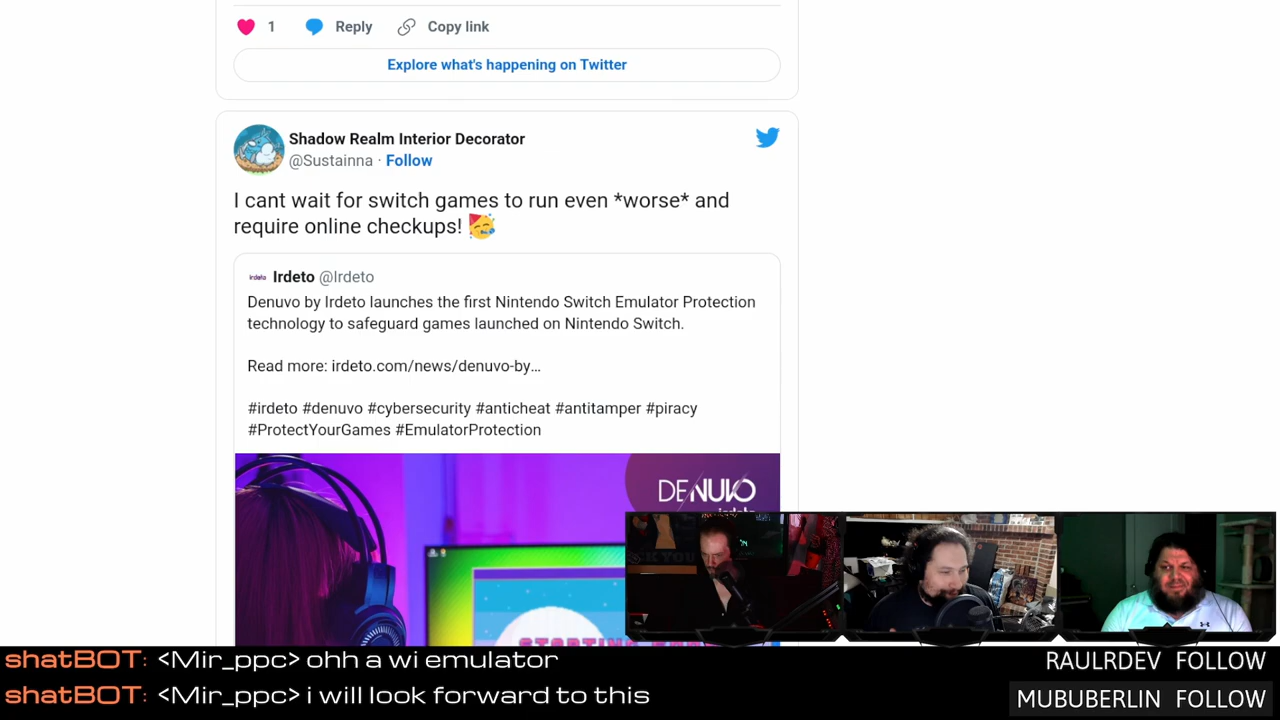 1 Reply Copy link
Explore what's happening on Twitter
Shadow Realm Interior Decorator
@Sustainna · Follow
I cant wait for switch games to run even *worse* and
require online checkups! 🥳
irdeto Irdeto @Irdeto
Denuvo by Irdeto launches the first Nintendo Switch Emulator Protection
technology to safeguard games launched on Nintendo Switch.
Read more: irdeto.com/news/denuvo-by…
#irdeto #denuvo #cybersecurity #anticheat #antitamper #piracy
#ProtectYourGames #EmulatorProtection
DENUVO
shatBOT: <Mir_ppc> ohh a wi emulator
shatBOT: <Mir_ppc> i will look forward to this
RAULRDEV FOLLOW
MUBUBERLIN FOLLOW